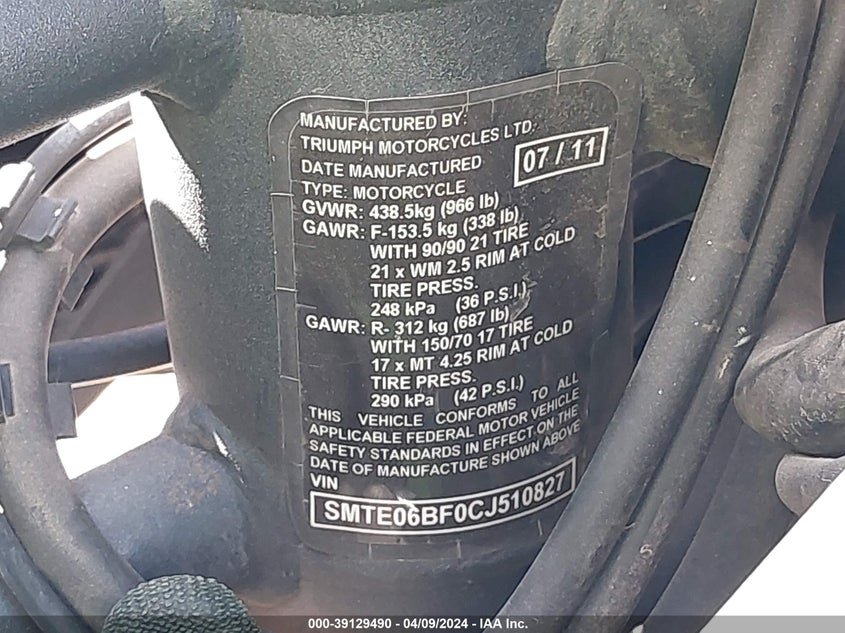 MANUFACTURED BY:
TRIUMPH MOTORCYCLES LTD.
DATE MANUFACTURED 07 / 11
TYPE: MOTORCYCLE
GVWR: 438.5kg (966 lb)
GAWR: F-153.5 kg (338 lb)
WITH 90/90 21 TIRE
21 x WM 2.5 RIM AT COLD
TIRE PRESS.
248 kPa (36 P.S.I.)
GAWR: R- 312 kg (687 lb)
WITH 150/70 17 TIRE
17 x MT 4.25 RIM AT COLD
TIRE PRESS.
290 kPa (42 P.S.I.)
THIS VEHICLE CONFORMS TO ALL
APPLICABLE FEDERAL MOTOR VEHICLE
SAFETY STANDARDS IN EFFECT ON THE
DATE OF MANUFACTURE SHOWN ABOVE
VIN
SMTE06BF0CJ510827
000-39129490 - 04/09/2024 - IAA Inc.